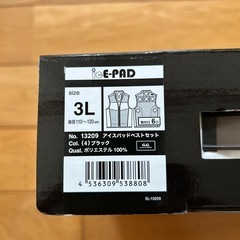 icE-PAD
size
3L
胸囲110~120cm
No. 13209 アイスパッドベストセット
Col. (4) ブラック
Qual. ポリエステル 100%
4 536309 538808
SL-13209